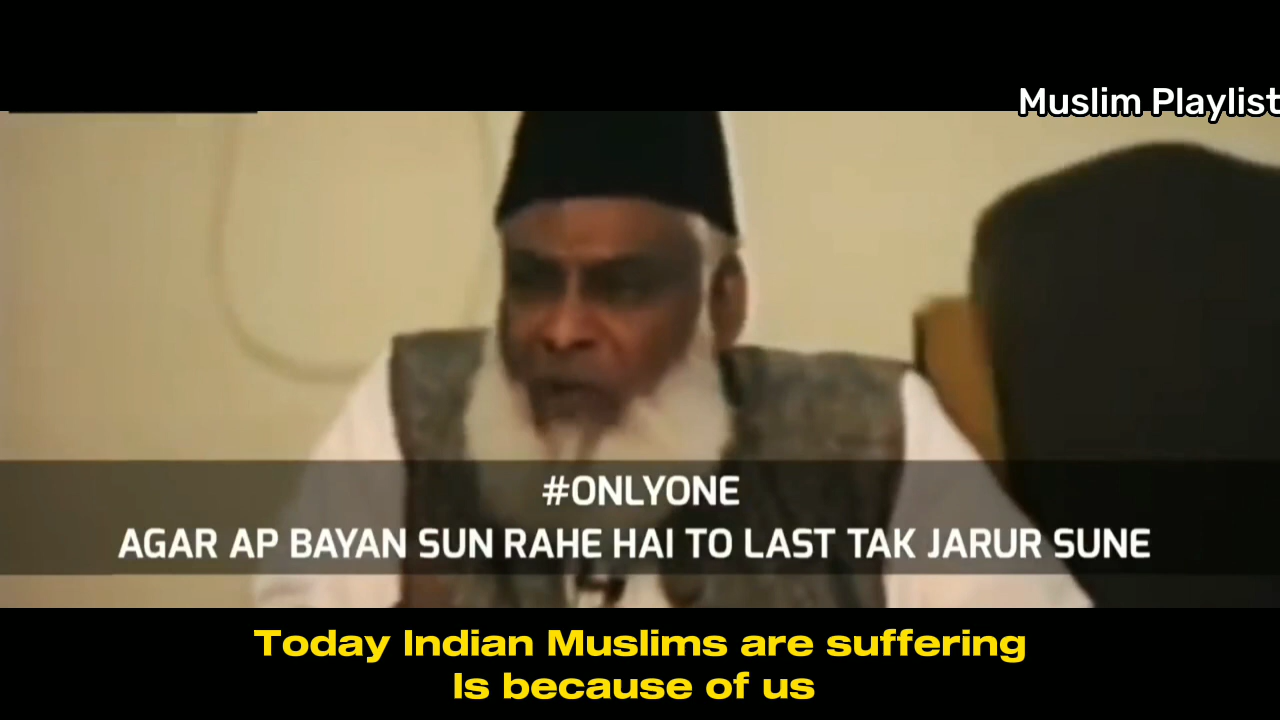 Muslim Playlist
#ONLYONE
AGAR AP BAYAN SUN RAHE HAI TO LAST TAK JARUR SUNE
Today Indian Muslims are suffering
Is because of us